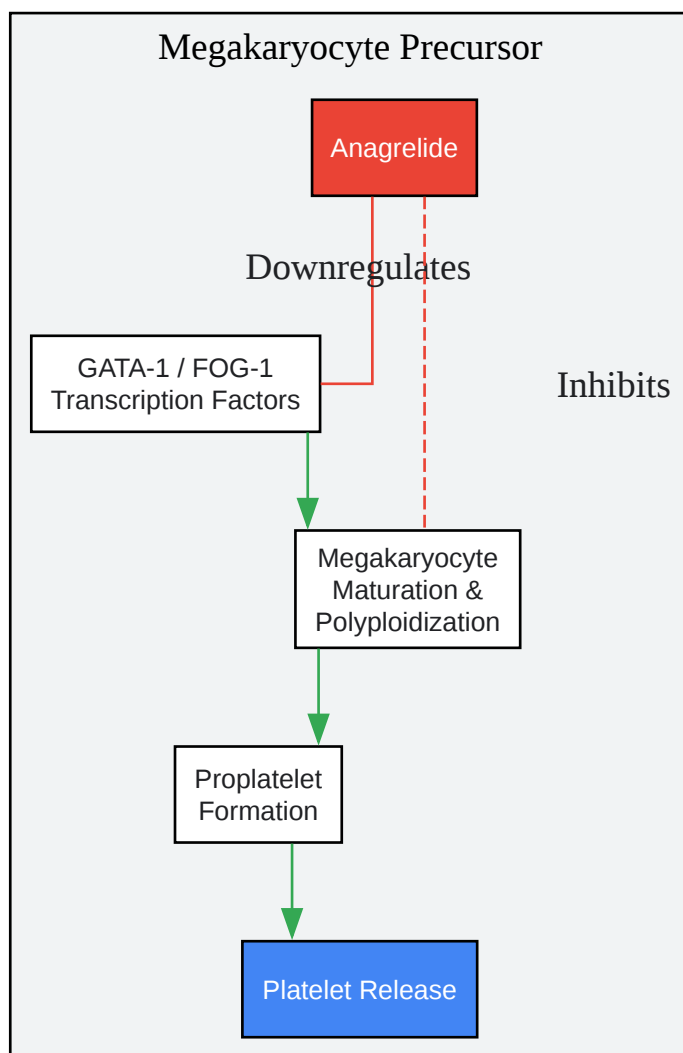 Megakaryocyte Precursor
Anagrelide
Downregulates
GATA-1 / FOG-1
Transcription Factors
Inhibits
Megakaryocyte
Maturation &
Polyploidization
Proplatelet
Formation
Platelet Release